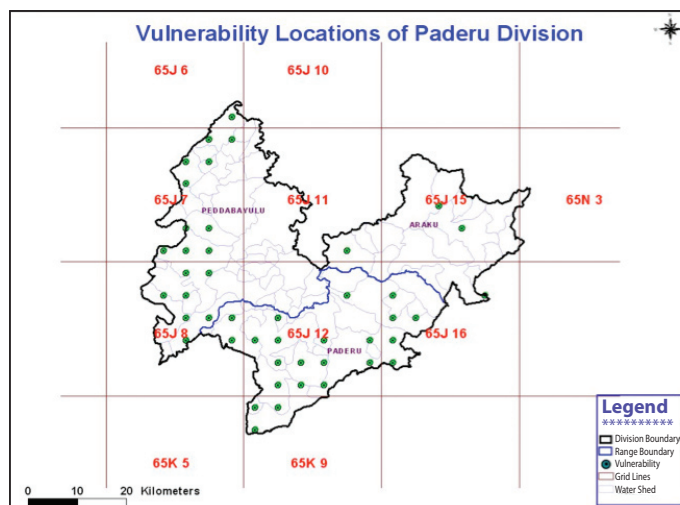 Vulnerability Locations of Paderu Division
65J 6
65J 10
65J 7
PEDDABAYULU
65J 11
65J 15
ARAKU
65N 3
65J 8
65J 12
PADERU
65J 16
65K 5
65K 9
0 10 20 Kilometers
Legend
**********
Division Boundary
Range Boundary
Vulnerability
Grid Lines
Water Shed